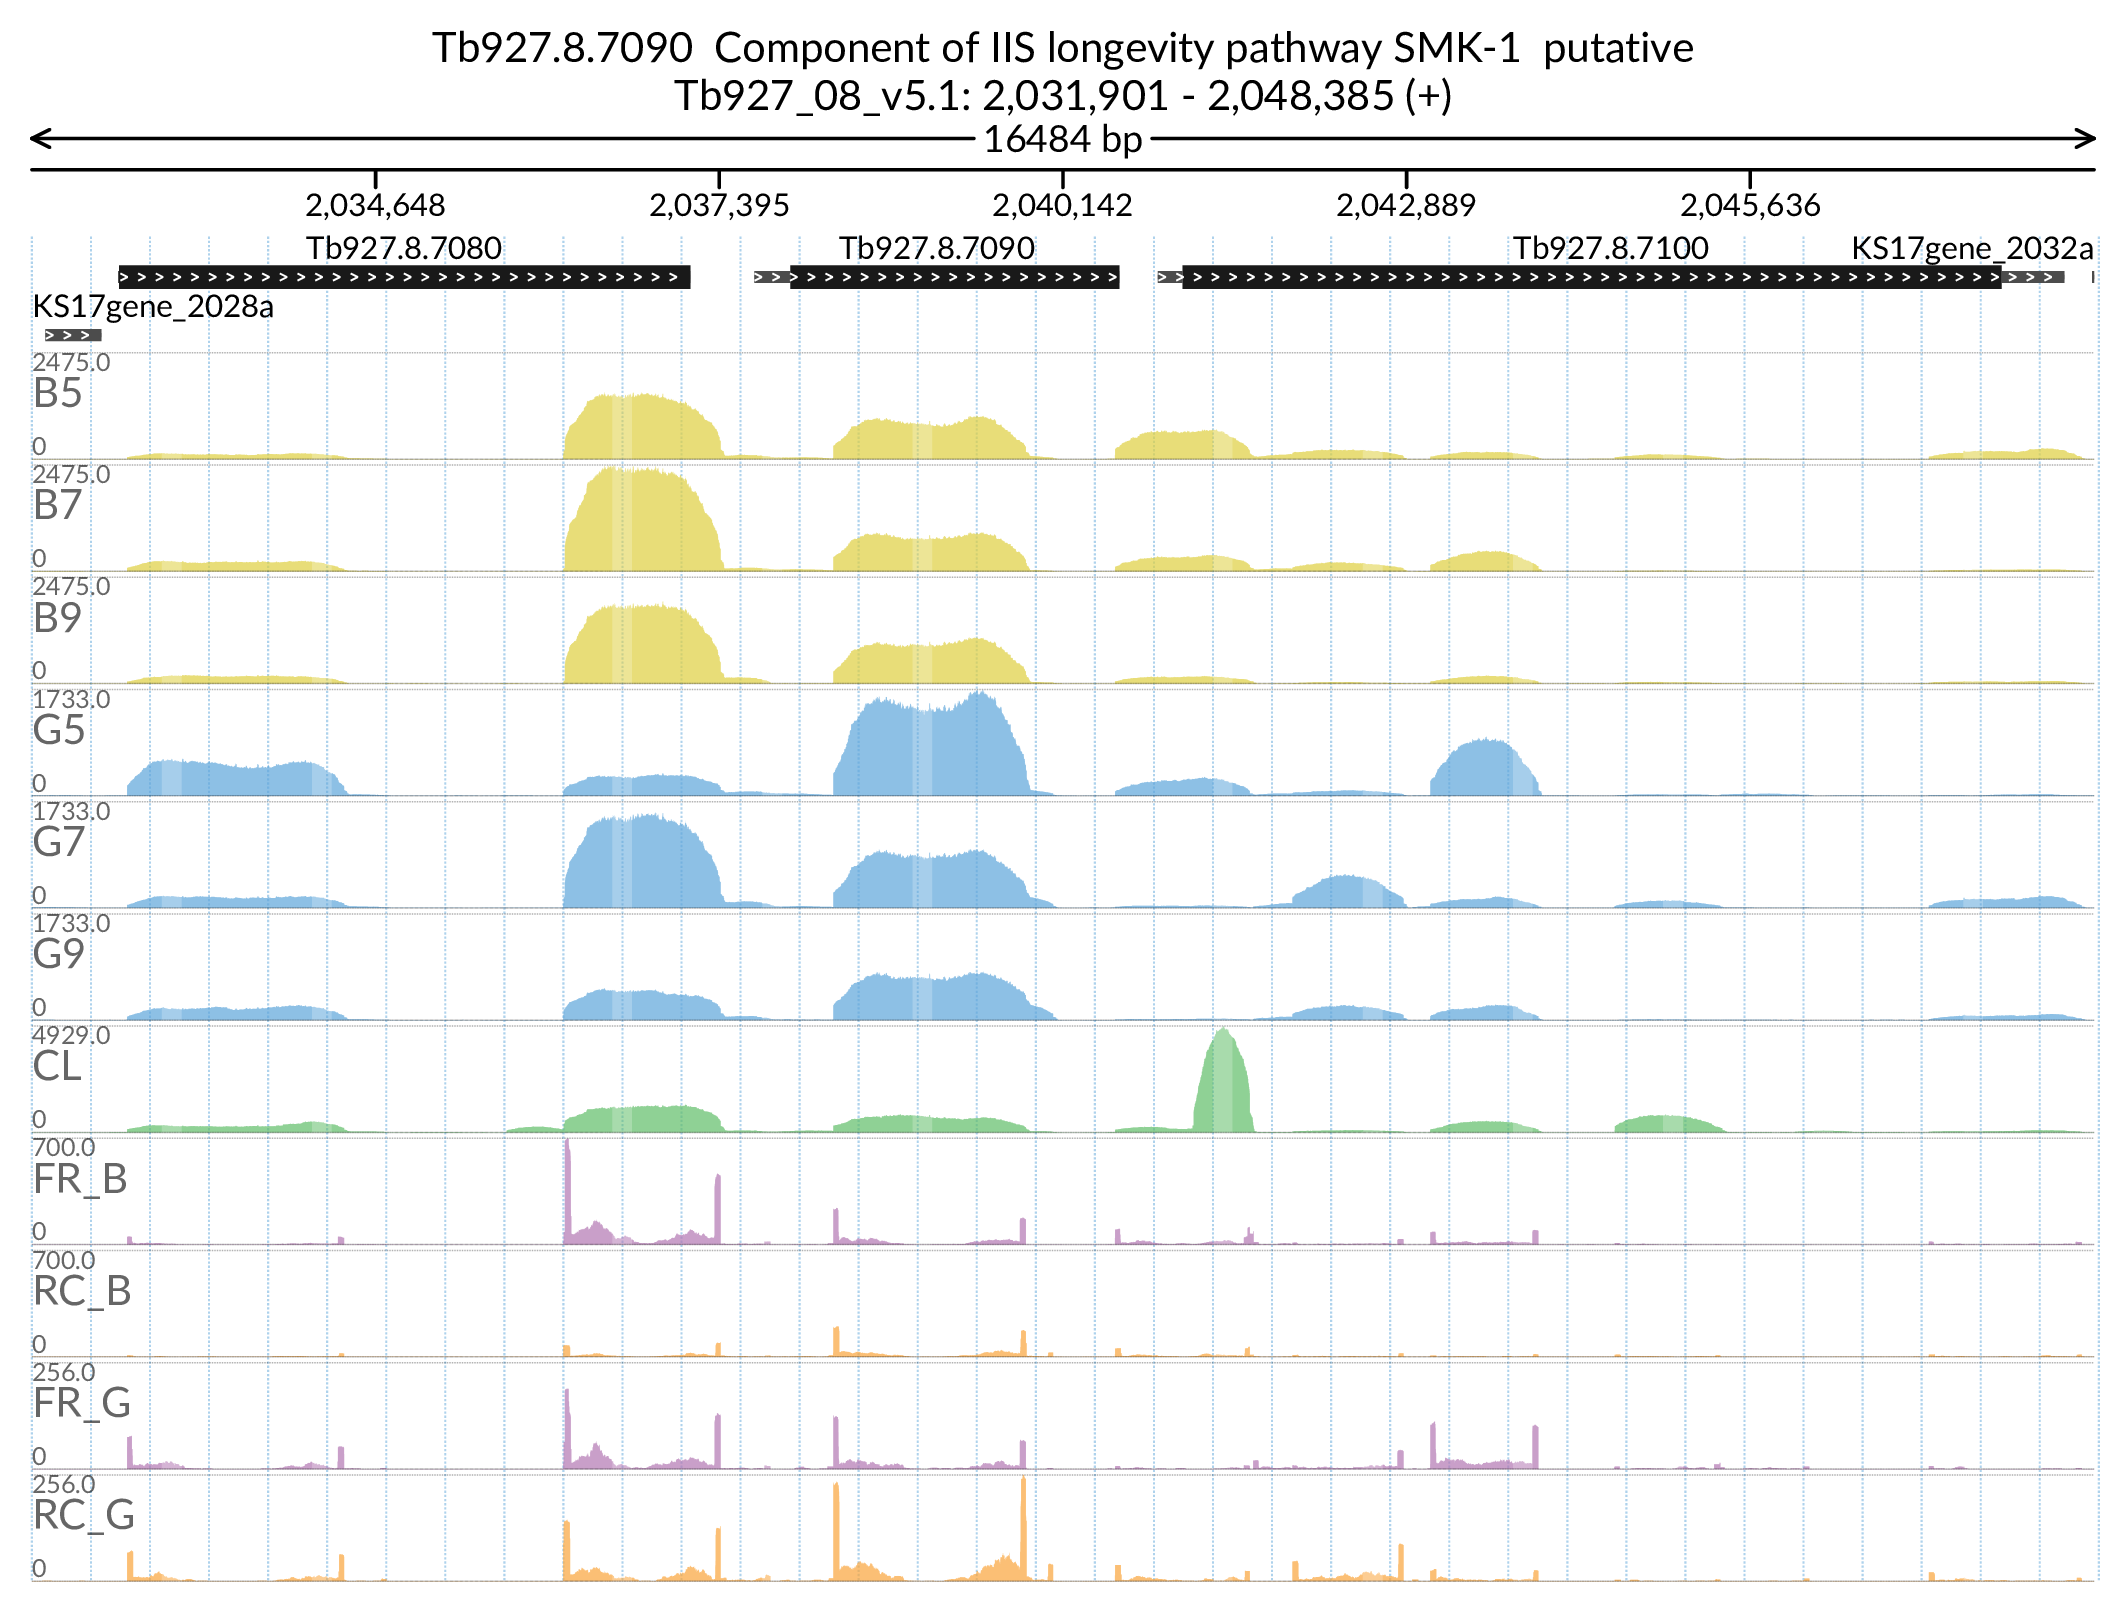 Tb927.8.7090  Component of IIS longevity pathway SMK-1  putative
Tb927_08_v5.1: 2,031,901 - 2,048,385 (+)
16484 bp
2,034,648 2,037,395 2,040,142 2,042,889 2,045,636
Tb927.8.7080 Tb927.8.7090 Tb927.8.7100 KS17gene_2032a
KS17gene_2028a
2475.0
B5
0
2475.0
B7
0
2475.0
B9
0
1733.0
G5
0
1733.0
G7
0
1733.0
G9
0
4929.0
CL
0
700.0
FR_B
0
700.0
RC_B
0
256.0
FR_G
0
256.0
RC_G
0